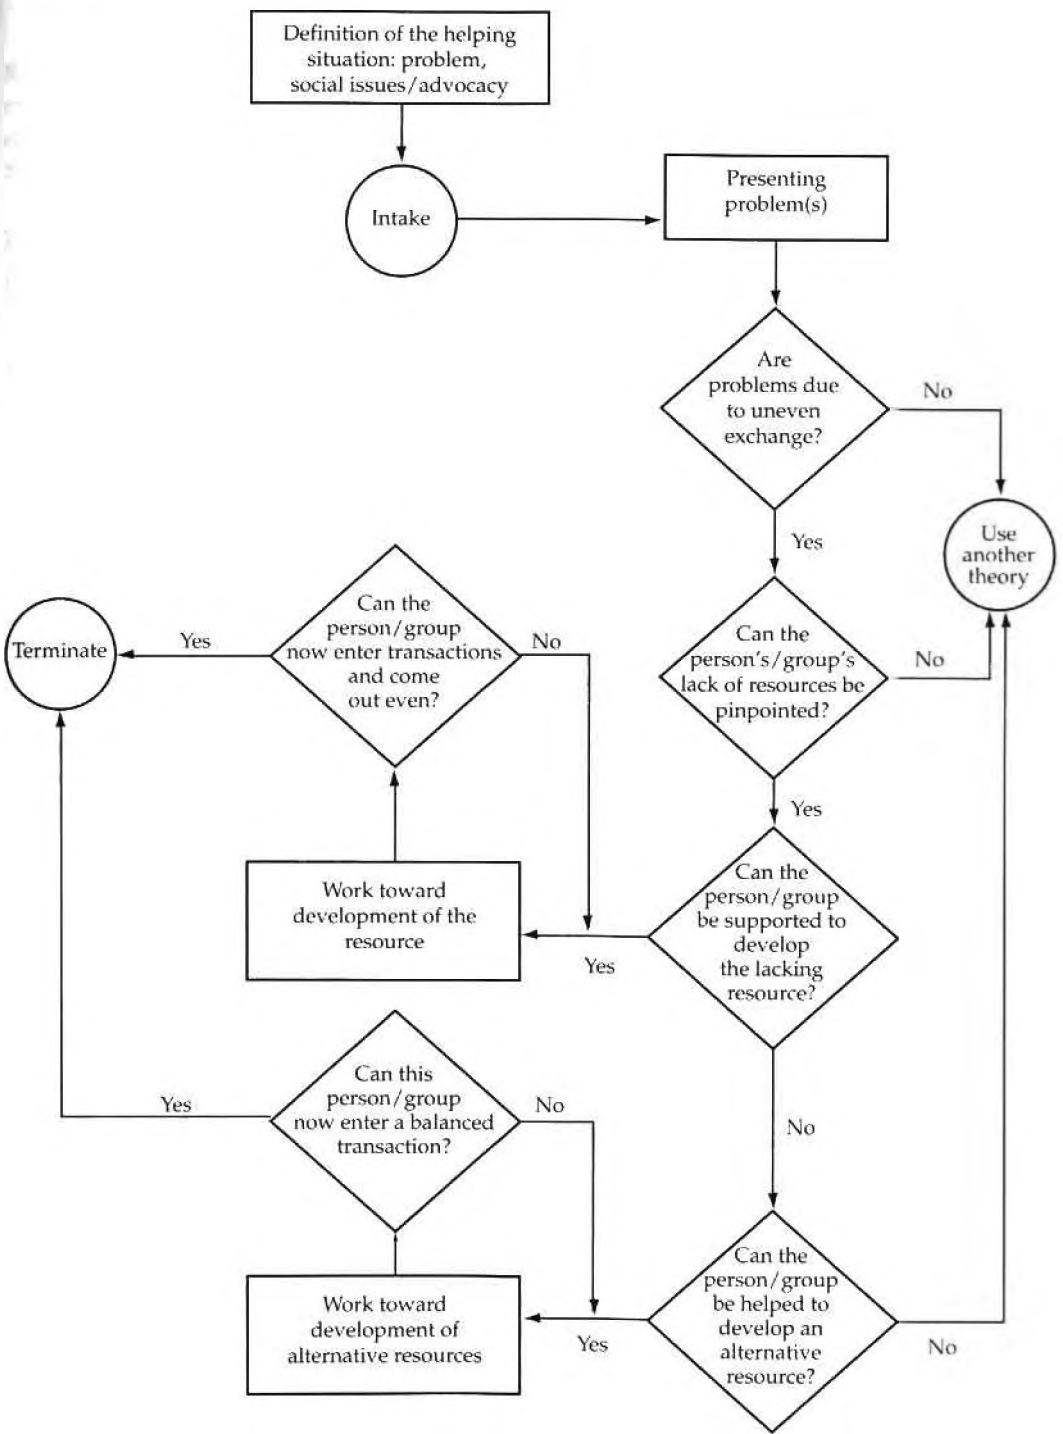 Definition of the helping
situation: problem,
social issues/advocacy
Intake
Presenting
problem(s)
Are
problems due
to uneven
exchange?
No
Use
another
theory
Yes
Can the
person's/group's
lack of resources be
pinpointed?
No
Yes
Can the
person/group
now enter transactions
and come
out even?
Yes
No
Terminate
Can the
person/group
be supported to
develop
the lacking
resource?
Yes
Work toward
development of the
resource
No
Can this
person/group
now enter a balanced
transaction?
Yes
No
Can the
person/group
be helped to
develop an
alternative
resource?
Yes
No
Work toward
development of
alternative resources